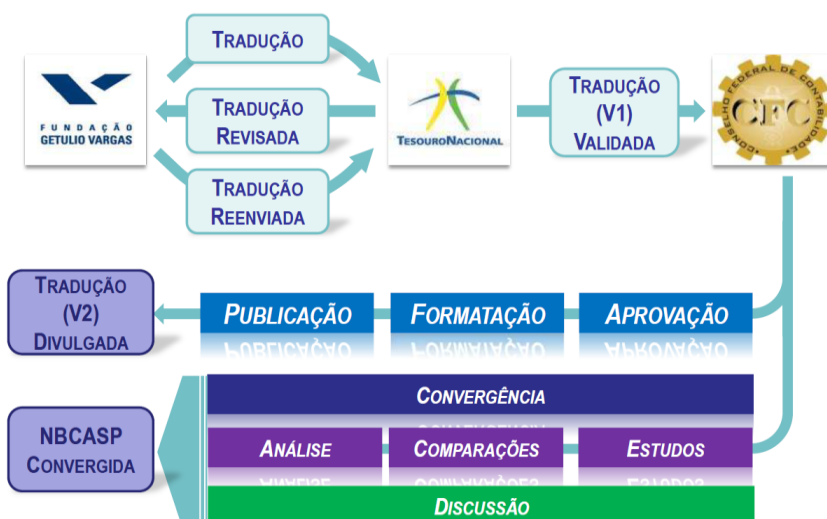 TRADUÇÃO
FUNDAÇÃO
GETULIO VARGAS
TRADUÇÃO
REVISADA
TRADUÇÃO
REENVIADA
TESOURONACIONAL
TRADUÇÃO
(V1)
VALIDADA
CONSELHO FEDERAL DE CONTABILIDADE
CFC
TRADUÇÃO
(V2)
DIVULGADA
PUBLICAÇÃO
FORMATAÇÃO
APROVAÇÃO
NBCASP
CONVERGIDA
CONVERGÊNCIA
ANÁLISE
COMPARAÇÕES
ESTUDOS
DISCUSSÃO